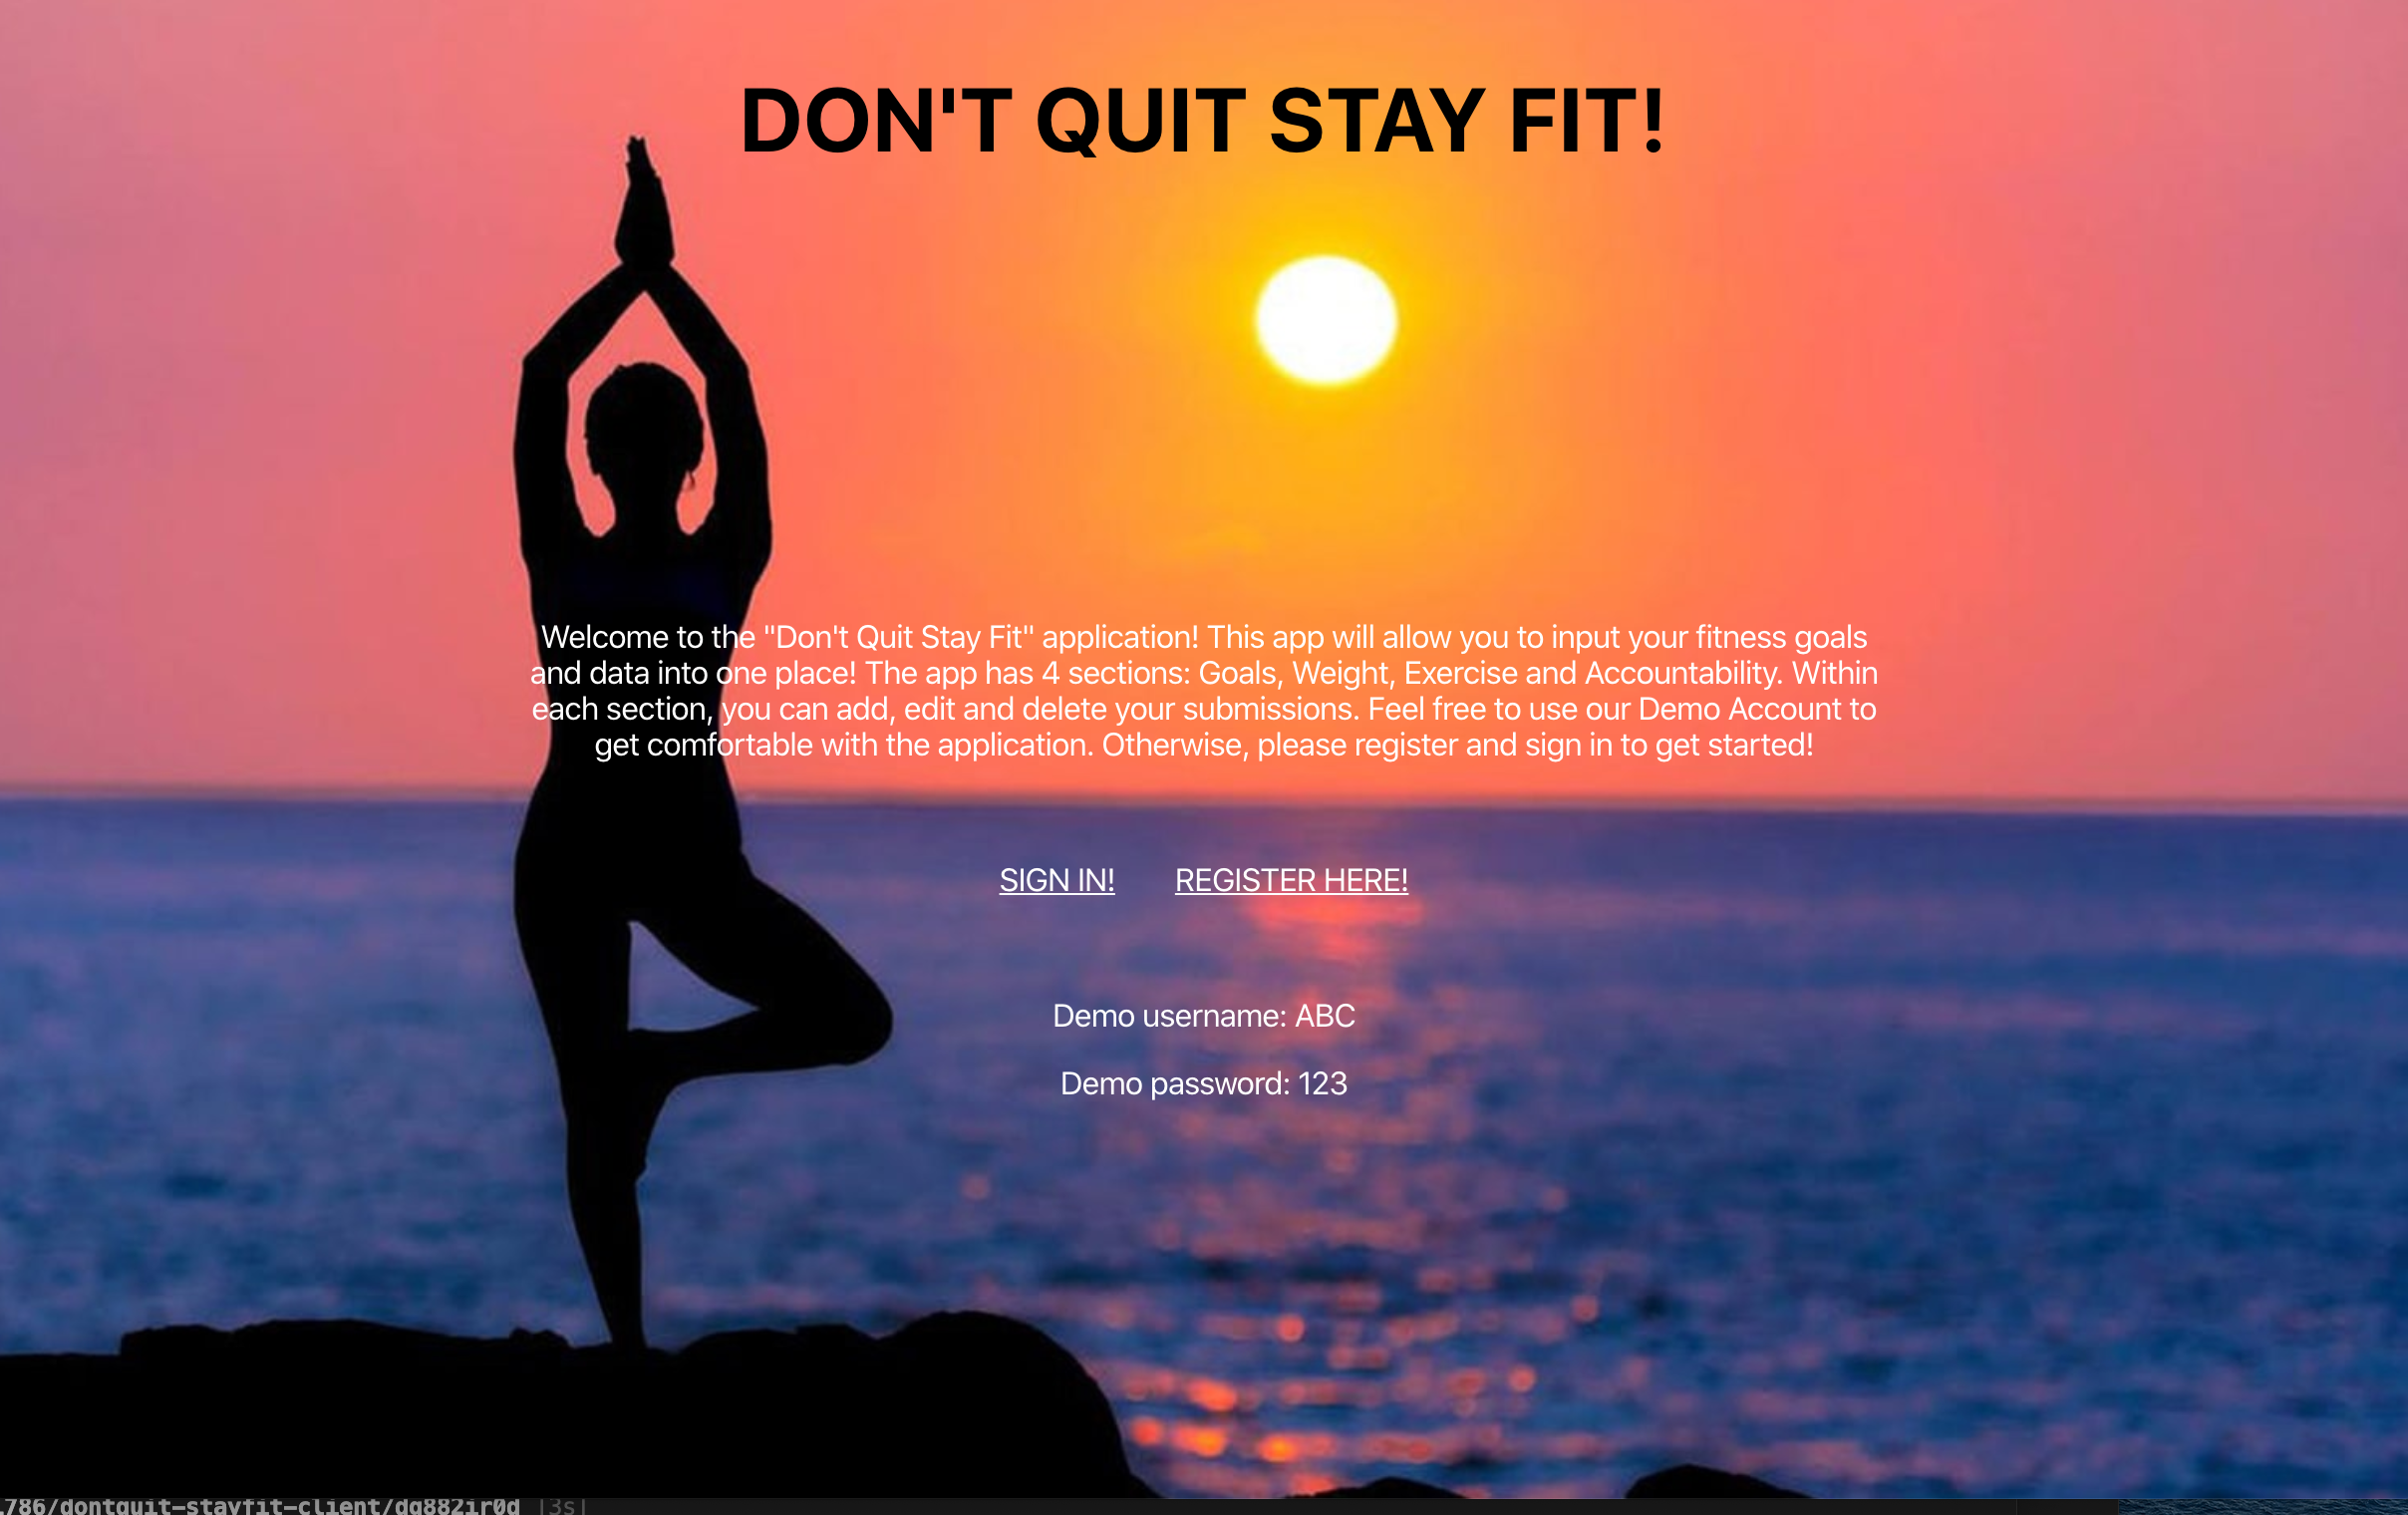 DON'T QUIT STAY FIT!
Welcome to the "Don't Quit Stay Fit" application! This app will allow you to input your fitness goals
and data into one place! The app has 4 sections: Goals, Weight, Exercise and Accountability. Within
each section, you can add, edit and delete your submissions. Feel free to use our Demo Account to
get comfortable with the application. Otherwise, please register and sign in to get started!
SIGN IN! REGISTER HERE!
Demo username: ABC
Demo password: 123
786/dontquit-stayfit-client/dq882ir0d [3s]